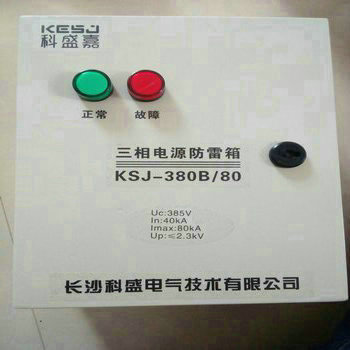 KESJ
科盛嘉
正常 故障
三相电源防雷箱
KSJ-380B/80
Uc:385V
In:40kA
Imax:80kA
Up:≤2.3kV
长沙科盛电气技术有限公司